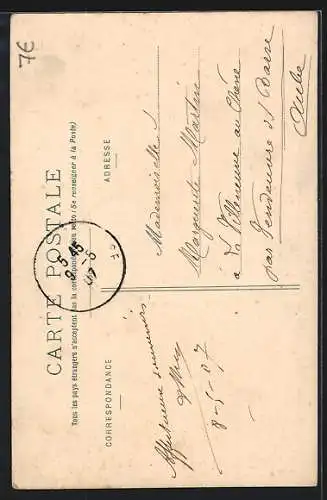 7€
CARTE POSTALE
Tous les pays étrangers n'acceptent pas la correspondance au recto (Se renseigner à la Poste)
CORRESPONDANCE
ADRESSE
Affectueux souvenirs
8-5-07
Mademoiselle
Marguerite Martin
à La Villeneuve au Chêne
par Vendeuvre s/ Barse
Aube